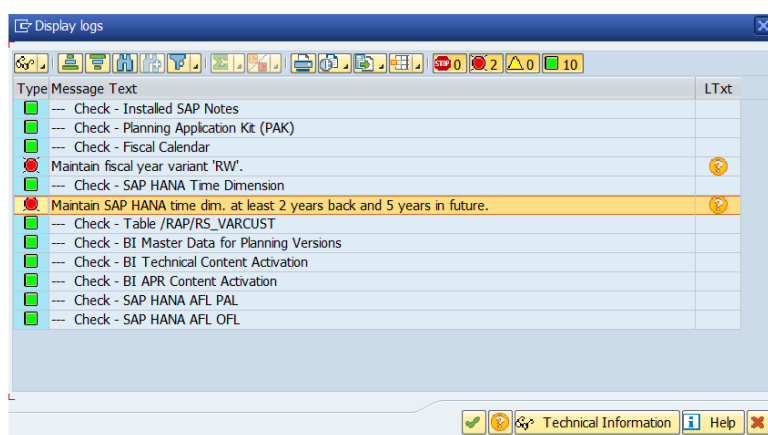 Display logs
STOP 0 2 0 10
Type Message Text LTxt
--- Check - Installed SAP Notes
--- Check - Planning Application Kit (PAK)
--- Check - Fiscal Calendar
Maintain fiscal year variant 'RW'.
--- Check - SAP HANA Time Dimension
Maintain SAP HANA time dim. at least 2 years back and 5 years in future.
--- Check - Table /RAP/RS_VARCUST
--- Check - BI Master Data for Planning Versions
--- Check - BI Technical Content Activation
--- Check - BI APR Content Activation
--- Check - SAP HANA AFL PAL
--- Check - SAP HANA AFL OFL
Technical Information Help